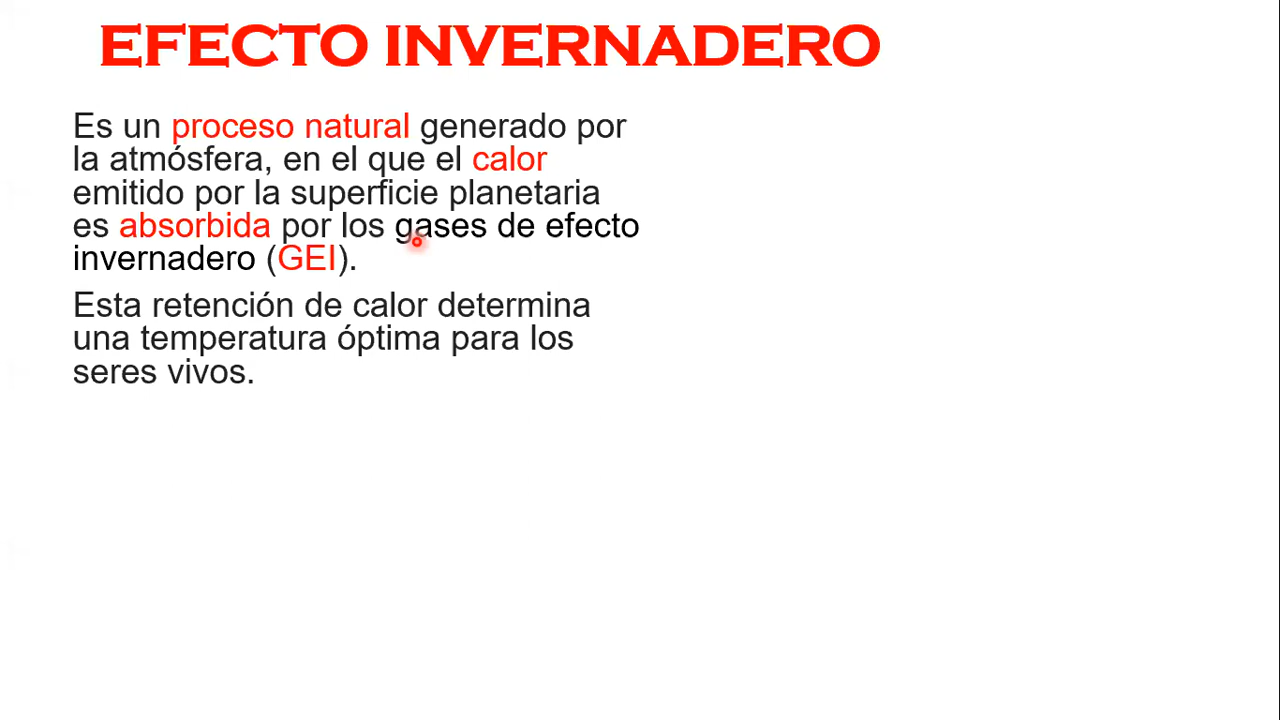 EFECTO INVERNADERO
Es un proceso natural generado por
la atmósfera, en el que el calor
emitido por la superficie planetaria
es absorbida por los gases de efecto
invernadero (GEI).
Esta retención de calor determina
una temperatura óptima para los
seres vivos.